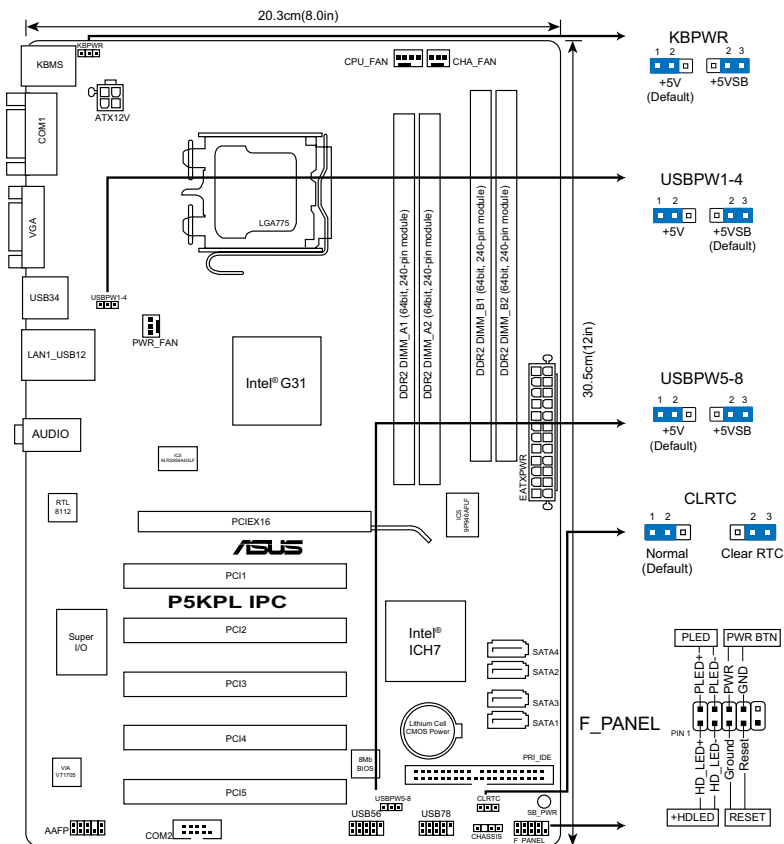 20.3cm(8.0in)
KBPWR
KBMS
CPU_FAN
CHA_FAN
ATX12V
COM1
LGA775
VGA
DDR2 DIMM_A1 (64bit, 240-pin module)
DDR2 DIMM_A2 (64bit, 240-pin module)
DDR2 DIMM_B1 (64bit, 240-pin module)
DDR2 DIMM_B2 (64bit, 240-pin module)
30.5cm(12in)
USB34
USBPW1-4
PWR_FAN
LAN1_USB12
Intel® G31
AUDIO
EATXPWR
ICS
9LRS954AGLF
ICS
9P946AFLF
RTL
8112
PCIEX16
ASUS
PCI1
P5KPL IPC
PCI2
Super
I/O
Intel®
ICH7
SATA4
SATA2
PCI3
SATA3
SATA1
Lithium Cell
CMOS Power
PCI4
8Mb
BIOS
PRI_IDE
VIA
VT1705
PCI5
USBPW5-8
CLRTC
SB_PWR
AAFP
COM2
USB56
USB78
CHASSIS
F_PANEL
KBPWR
1 2
2 3
+5V
(Default)
+5VSB
USBPW1-4
1 2
2 3
+5V
+5VSB
(Default)
USBPW5-8
1 2
2 3
+5V
(Default)
+5VSB
CLRTC
1 2
2 3
Normal
(Default)
Clear RTC
F_PANEL
PLED
PWR BTN
PLED+
PLED-
PWR
GND
PIN 1
HD_LED+
HD_LED-
Ground
Reset
+HDLED
RESET